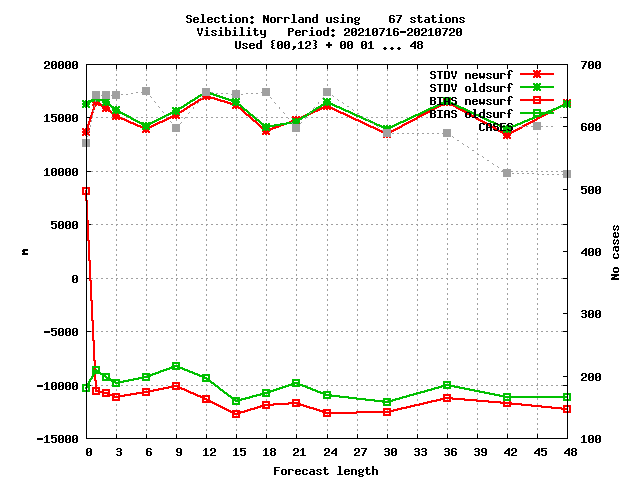 Selection: Norrland using    67 stations
Visibility   Period: 20210716-20210720
Used {00,12} + 00 01 ... 48
20000
15000
10000
5000
0
-5000
-10000
-15000
m
700
600
500
400
300
200
100
No cases
STDV newsurf
STDV oldsurf
BIAS newsurf
BIAS oldsurf
CASES
0 3 6 9 12 15 18 21 24 27 30 33 36 39 42 45 48
Forecast length